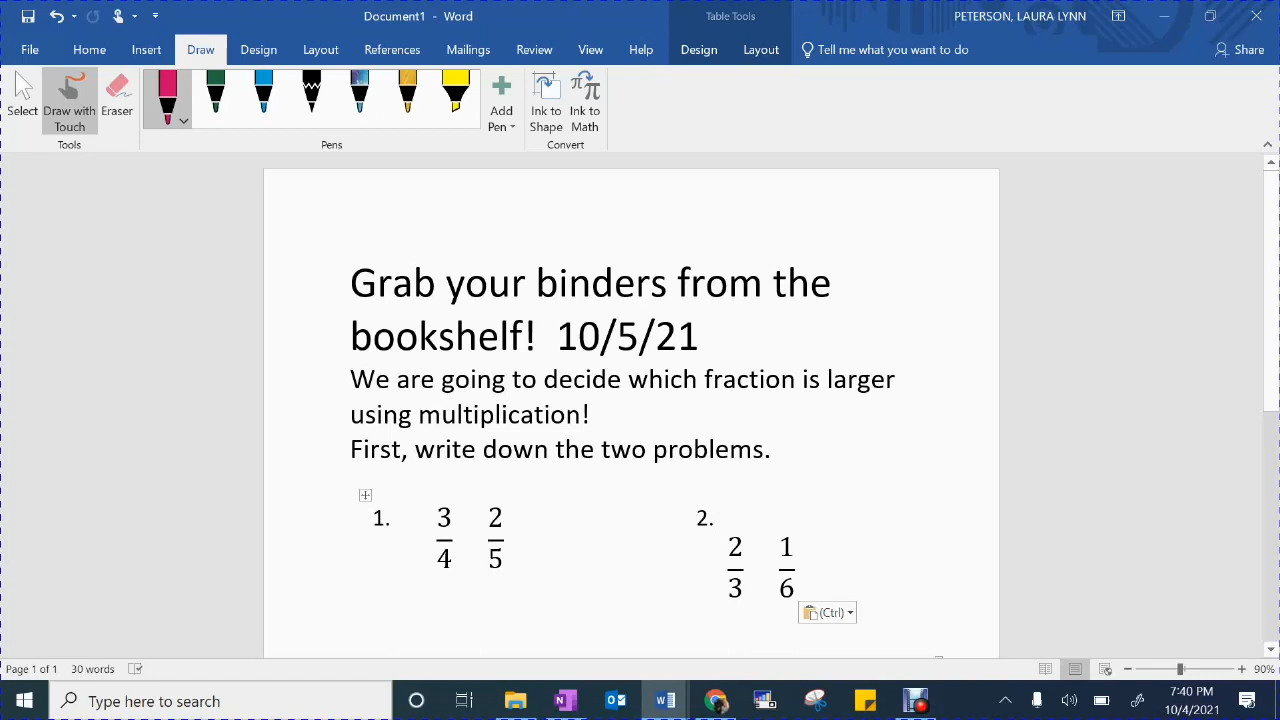 Document1 - Word
Table Tools
PETERSON, LAURA LYNN
File Home Insert Draw Design Layout References Mailings Review View Help Design Layout Tell me what you want to do Share
Select
Draw with Touch
Eraser
Add Pen
Ink to Shape
Ink to Math
Tools Pens Convert
Grab your binders from the
bookshelf! 10/5/21
We are going to decide which fraction is larger
using multiplication!
First, write down the two problems.
1. 3/4 2/5
2. 2/3 1/6
(Ctrl)
Page 1 of 1 30 words 90%
Type here to search
7:40 PM
10/4/2021